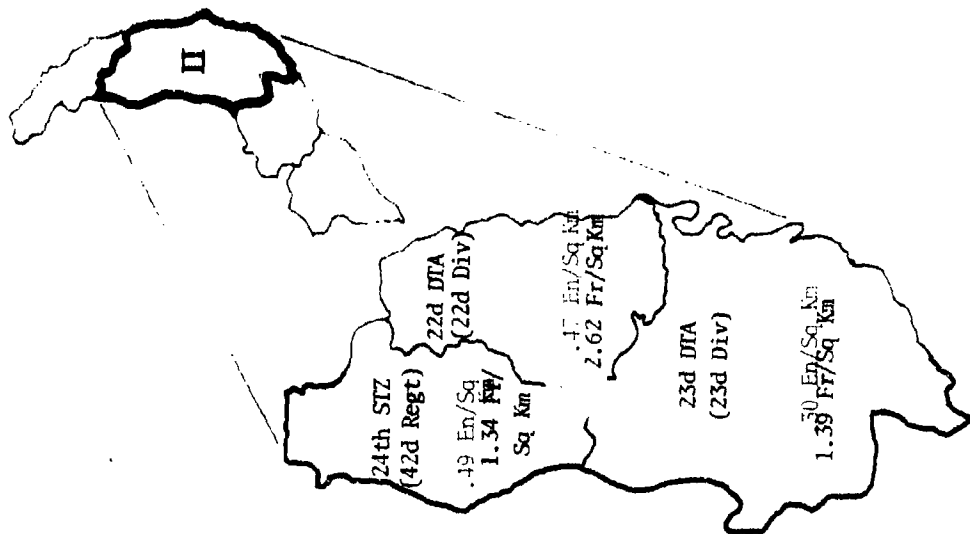 II
22d DTA
(22d Div)
En/Sq Km
2.62 Fr/Sq Km
24th STZ
(42d Regt)
.49 En/Sq
1.34 Fr/
Sq Km
23d DTA
(23d Div)
30 En/Sq Km
1.39 Fr/Sq Km